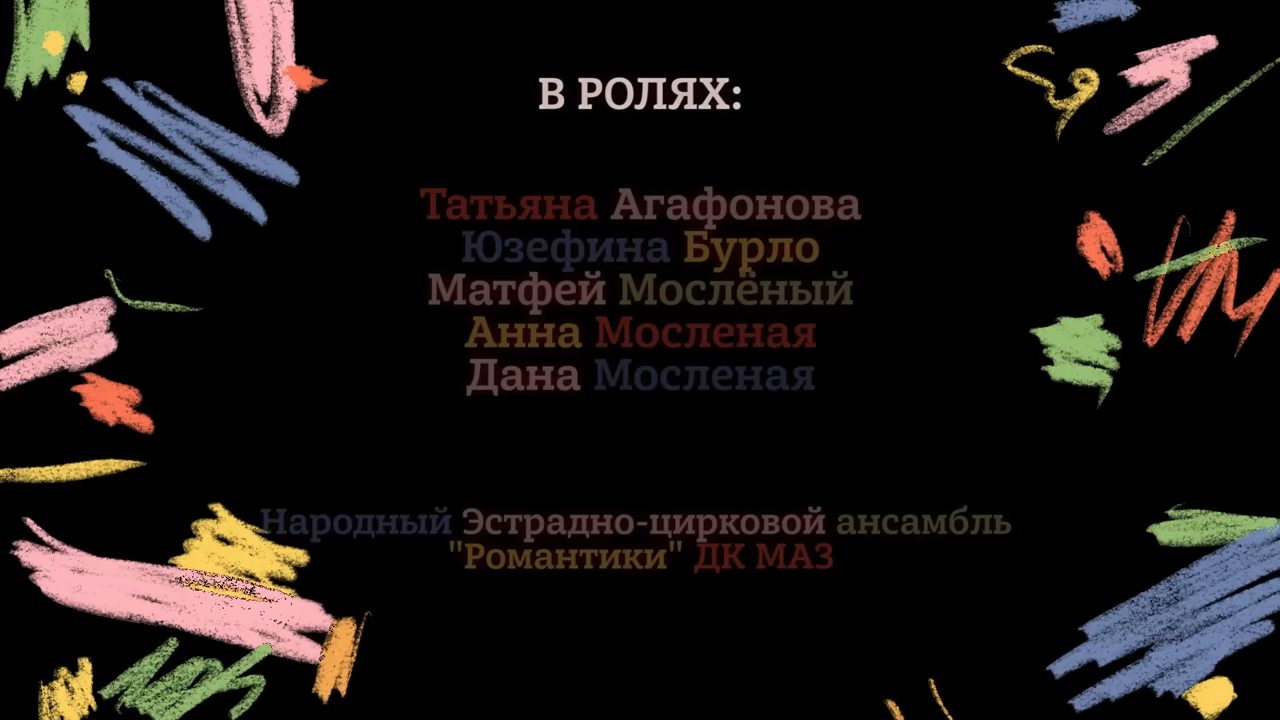 В РОЛЯХ:
Татьяна Агафонова
Юзефина Бурло
Матфей Мослёный
Анна Мосленая
Дана Мосленая
Народный Эстрадно-цирковой ансамбль
"Романтики" ДК МАЗ